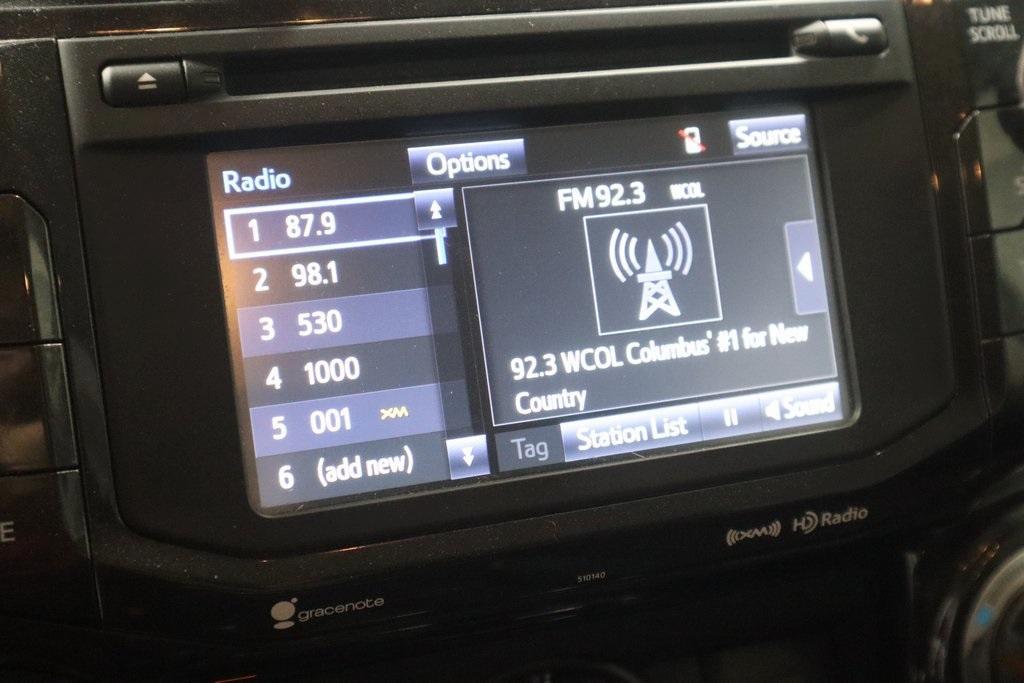 TUNE
SCROLL
Radio
Options
Source
1 87.9
2 98.1
3 530
4 1000
5 001 XM
6 (add new)
FM 92.3 WCOL
92.3 WCOL Columbus' #1 for New
Country
Tag
Station List
Sound
((XM)) HD Radio
510140
gracenote
E